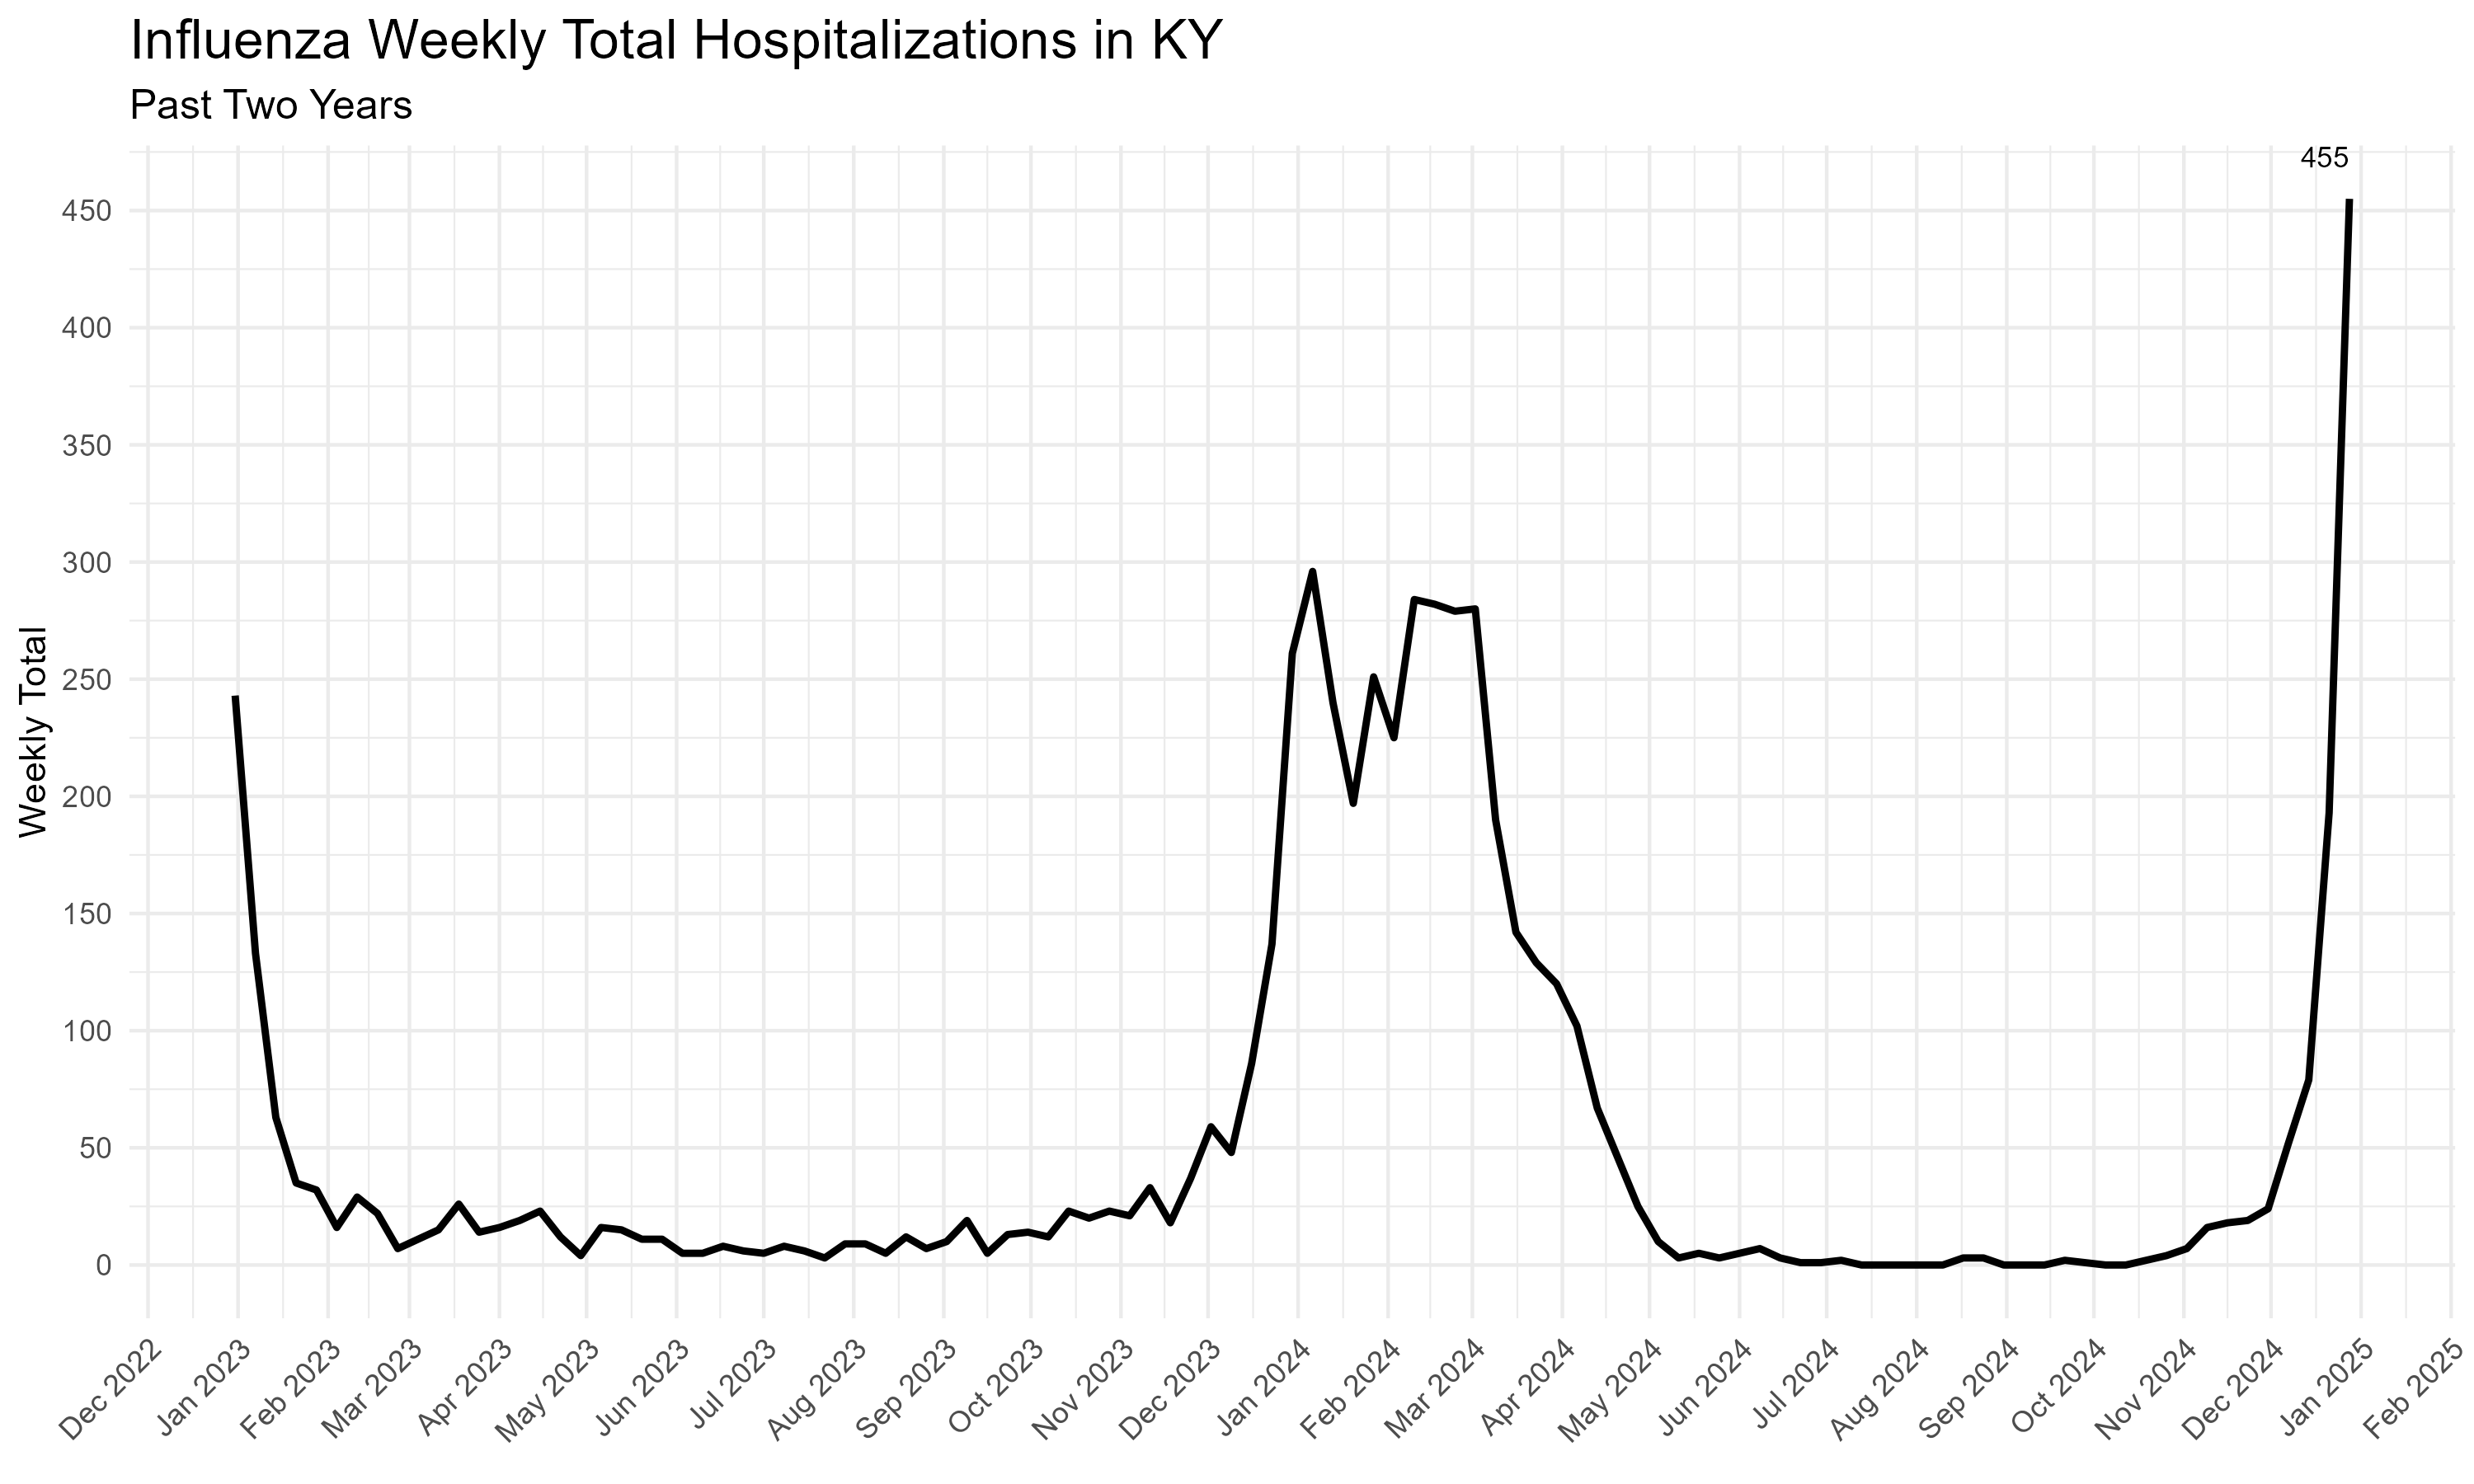 Influenza Weekly Total Hospitalizations in KY
Past Two Years
455
450
400
350
300
250
200
150
100
50
0
Weekly Total
Dec 2022
Jan 2023
Feb 2023
Mar 2023
Apr 2023
May 2023
Jun 2023
Jul 2023
Aug 2023
Sep 2023
Oct 2023
Nov 2023
Dec 2023
Jan 2024
Feb 2024
Mar 2024
Apr 2024
May 2024
Jun 2024
Jul 2024
Aug 2024
Sep 2024
Oct 2024
Nov 2024
Dec 2024
Jan 2025
Feb 2025